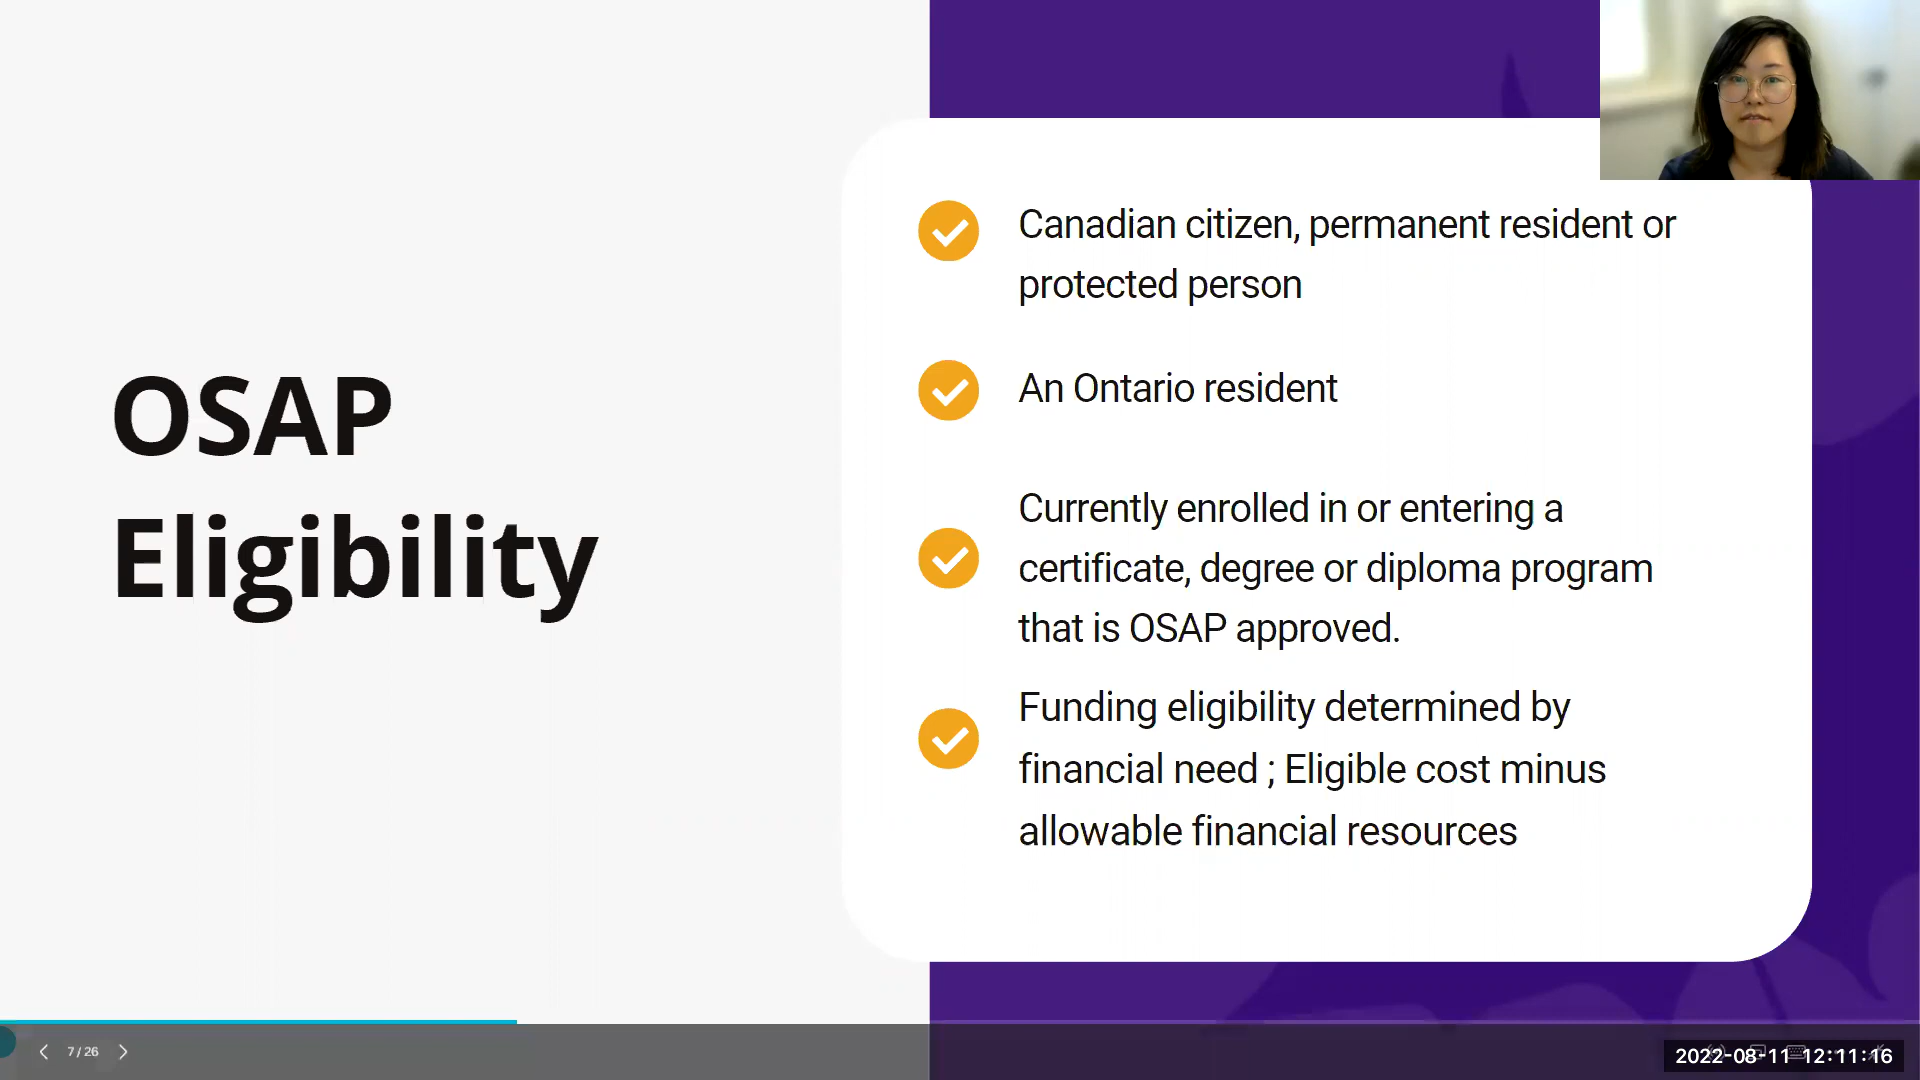 OSAP
Eligibility
Canadian citizen, permanent resident or
protected person
An Ontario resident
Currently enrolled in or entering a
certificate, degree or diploma program
that is OSAP approved.
Funding eligibility determined by
financial need ; Eligible cost minus
allowable financial resources
7 / 26
2022-08-11 12:11:16